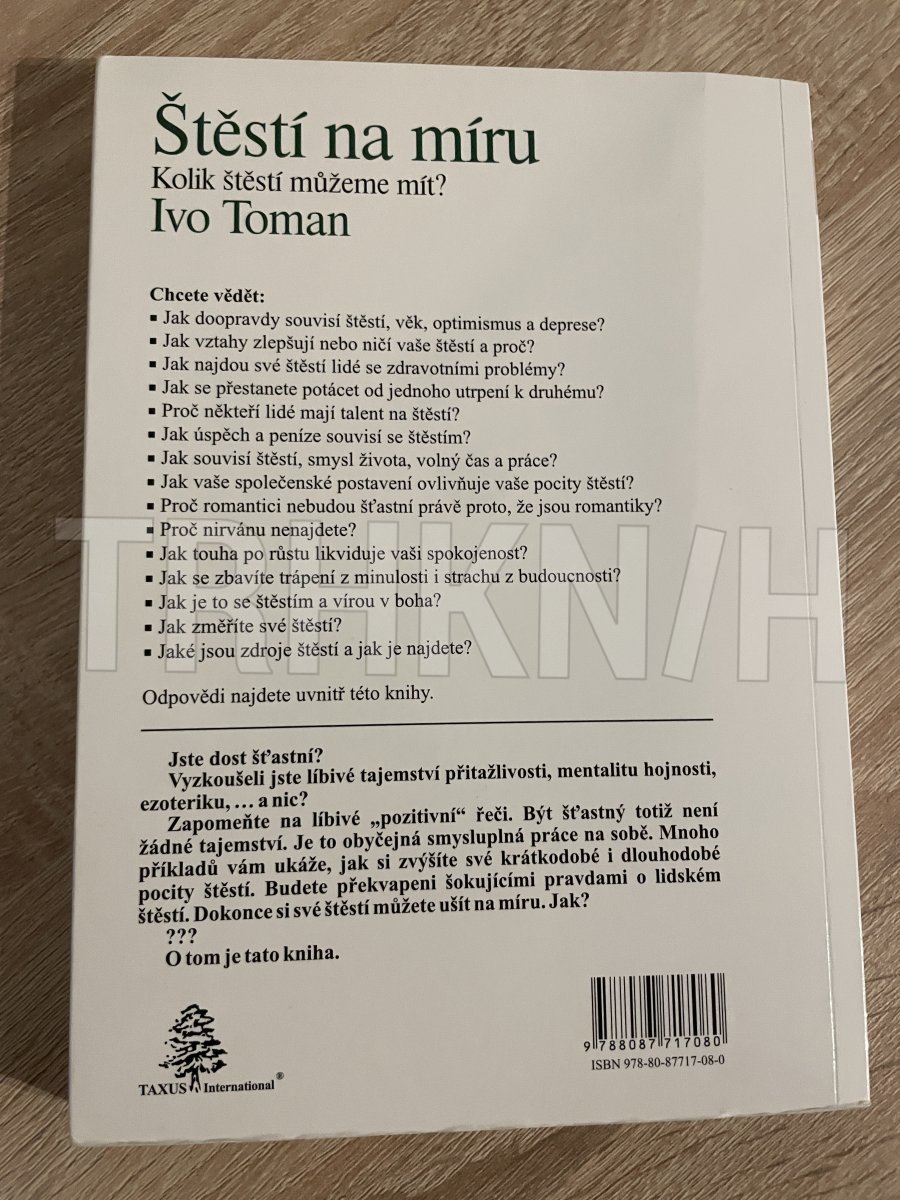 Štěstí na míru
Kolik štěstí můžeme mít?
Ivo Toman
Chcete vědět:
▪ Jak doopravdy souvisí štěstí, věk, optimismus a deprese?
▪ Jak vztahy zlepšují nebo ničí vaše štěstí a proč?
▪ Jak najdou své štěstí lidé se zdravotními problémy?
▪ Jak se přestanete potácet od jednoho utrpení k druhému?
▪ Proč někteří lidé mají talent na štěstí?
▪ Jak úspěch a peníze souvisí se štěstím?
▪ Jak souvisí štěstí, smysl života, volný čas a práce?
▪ Jak vaše společenské postavení ovlivňuje vaše pocity štěstí?
▪ Proč romantici nebudou šťastní právě proto, že jsou romantiky?
▪ Proč nirvánu nenajdete?
▪ Jak touha po růstu likviduje vaši spokojenost?
▪ Jak se zbavíte trápení z minulosti i strachu z budoucnosti?
▪ Jak je to se štěstím a vírou v boha?
▪ Jak změříte své štěstí?
▪ Jaké jsou zdroje štěstí a jak je najdete?
TRHKNIH
Odpovědi najdete uvnitř této knihy.
Jste dost šťastní?
Vyzkoušeli jste líbivé tajemství přitažlivosti, mentalitu hojnosti,
ezoteriku, … a nic?
Zapomeňte na líbivé „pozitivní“ řeči. Být šťastný totiž není
žádné tajemství. Je to obyčejná smysluplná práce na sobě. Mnoho
příkladů vám ukáže, jak si zvýšíte své krátkodobé i dlouhodobé
pocity štěstí. Budete překvapeni šokujícími pravdami o lidském
štěstí. Dokonce si své štěstí můžete ušít na míru. Jak?
???
O tom je tato kniha.
TAXUS International®
9 788087 717080
ISBN 978-80-87717-08-0